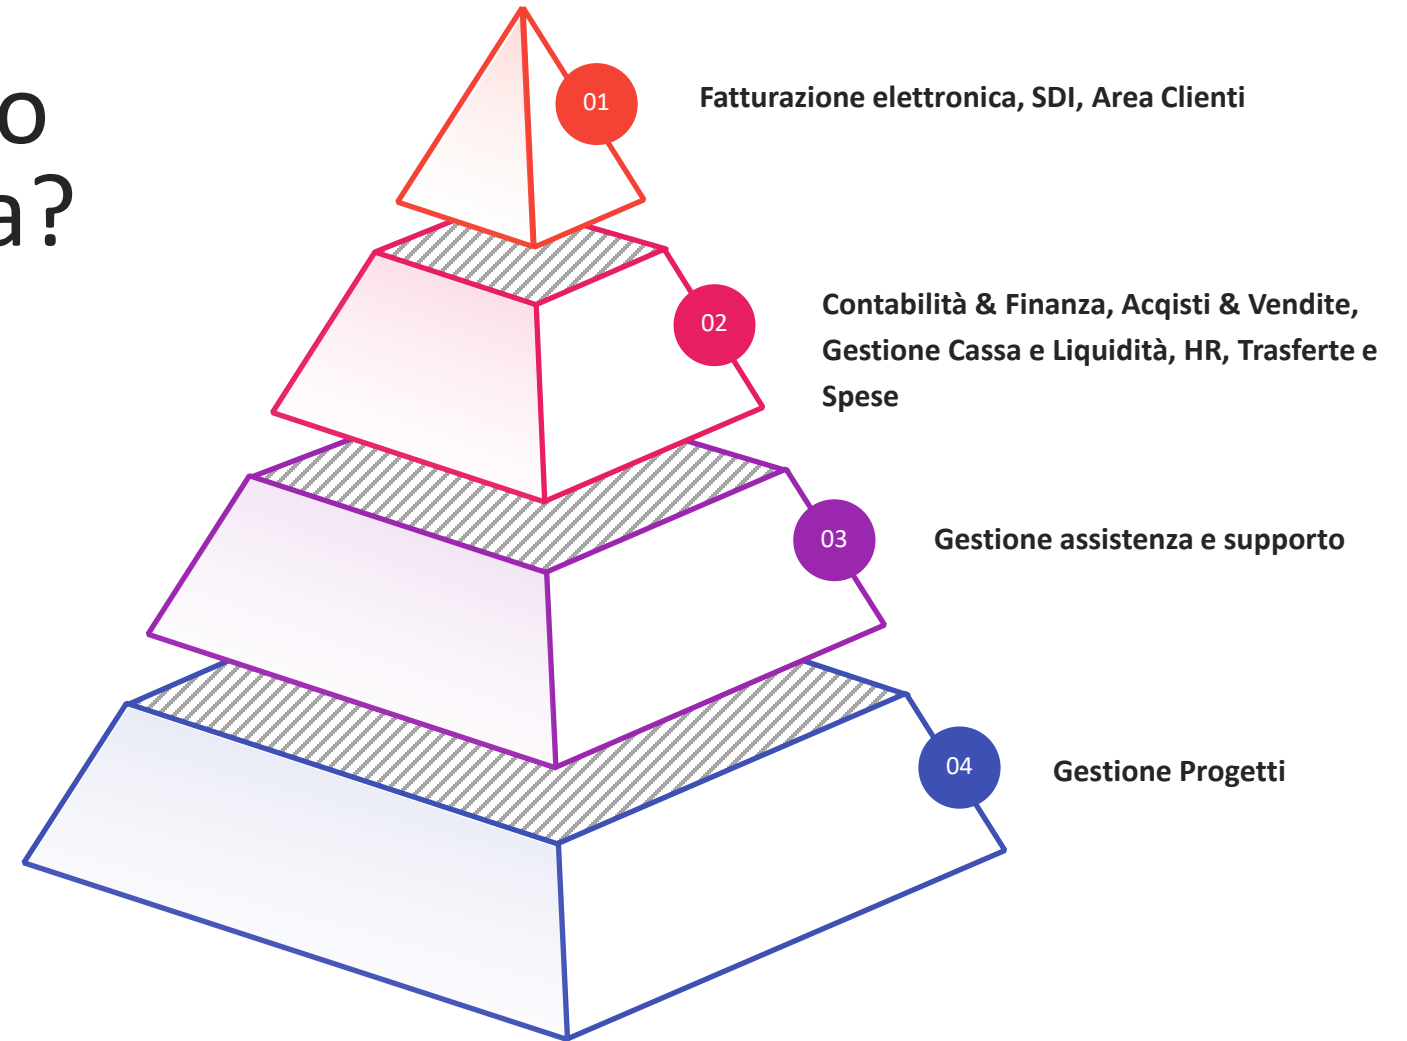 o
a?
01
Fatturazione elettronica, SDI, Area Clienti
02
Contabilità & Finanza, Acqisti & Vendite,
Gestione Cassa e Liquidità, HR, Trasferte e
Spese
03
Gestione assistenza e supporto
04
Gestione Progetti